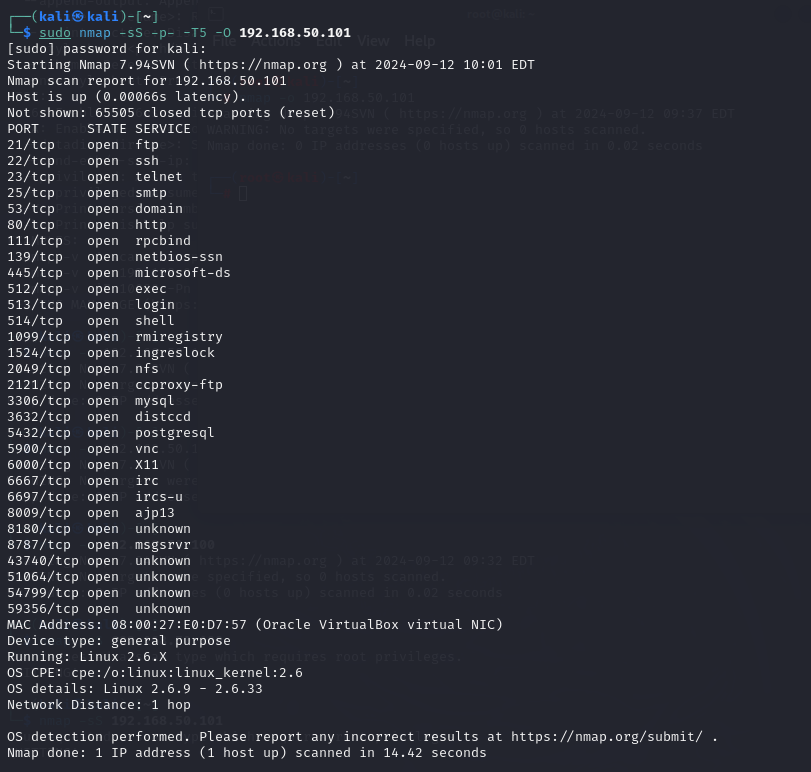 ┌──(kali㉿kali)-[~]
└─$ sudo nmap -sS -p- -T5 -O 192.168.50.101
[sudo] password for kali:
Starting Nmap 7.94SVN ( https://nmap.org ) at 2024-09-12 10:01 EDT
Nmap scan report for 192.168.50.101
Host is up (0.00066s latency).
Not shown: 65505 closed tcp ports (reset)
PORT      STATE SERVICE
21/tcp    open  ftp
22/tcp    open  ssh
23/tcp    open  telnet
25/tcp    open  smtp
53/tcp    open  domain
80/tcp    open  http
111/tcp   open  rpcbind
139/tcp   open  netbios-ssn
445/tcp   open  microsoft-ds
512/tcp   open  exec
513/tcp   open  login
514/tcp   open  shell
1099/tcp  open  rmiregistry
1524/tcp  open  ingreslock
2049/tcp  open  nfs
2121/tcp  open  ccproxy-ftp
3306/tcp  open  mysql
3632/tcp  open  distccd
5432/tcp  open  postgresql
5900/tcp  open  vnc
6000/tcp  open  X11
6667/tcp  open  irc
6697/tcp  open  ircs-u
8009/tcp  open  ajp13
8180/tcp  open  unknown
8787/tcp  open  msgsrvr
43740/tcp open  unknown
51064/tcp open  unknown
54799/tcp open  unknown
59356/tcp open  unknown
MAC Address: 08:00:27:E0:D7:57 (Oracle VirtualBox virtual NIC)
Device type: general purpose
Running: Linux 2.6.X
OS CPE: cpe:/o:linux:linux_kernel:2.6
OS details: Linux 2.6.9 - 2.6.33
Network Distance: 1 hop
OS detection performed. Please report any incorrect results at https://nmap.org/submit/ .
Nmap done: 1 IP address (1 host up) scanned in 14.42 seconds